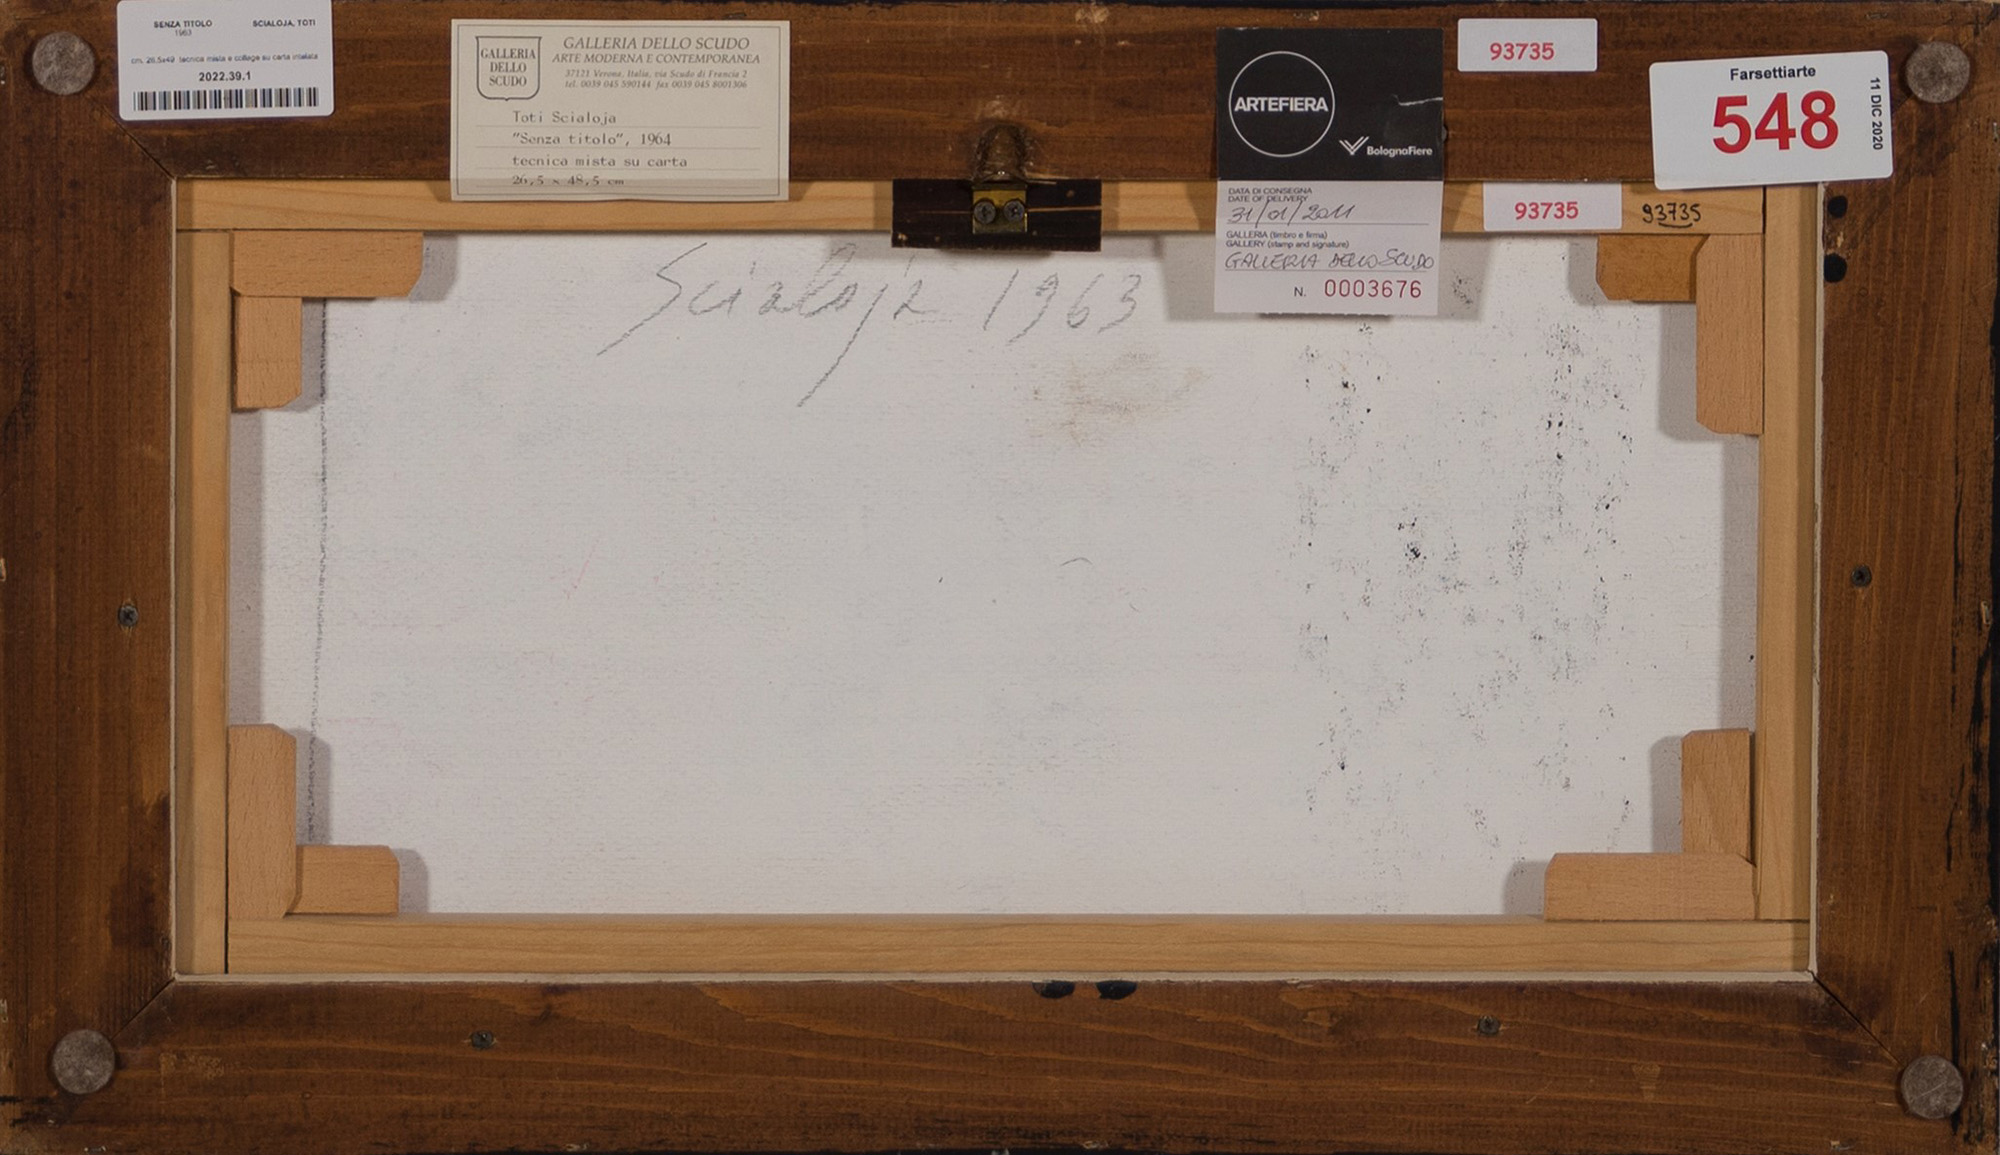 SENZA TITOLO SCIALOJA, TOTI
1963
cm. 26,5x49 tecnica mista e collage su carta intelata
2022.39.1
GALLERIA
DELLO
SCUDO
GALLERIA DELLO SCUDO
ARTE MODERNA E CONTEMPORANEA
37121 Verona, Italia, via Scudo di Francia 2
tel. 0039 045 590144 fax 0039 045 8001306
Toti Scialoja
"Senza titolo", 1964
tecnica mista su carta
26,5 x 48,5 cm
ARTEFIERA
BolognaFiere
DATA DI CONSEGNA
DATE OF DELIVERY
31/01/2011
GALLERIA (timbro e firma)
GALLERY (stamp and signature)
GALLERIA DELLO SCUDO
N. 0003676
93735
Farsettiarte
548
11 DIC 2020
93735
93735
Scialoja 1963